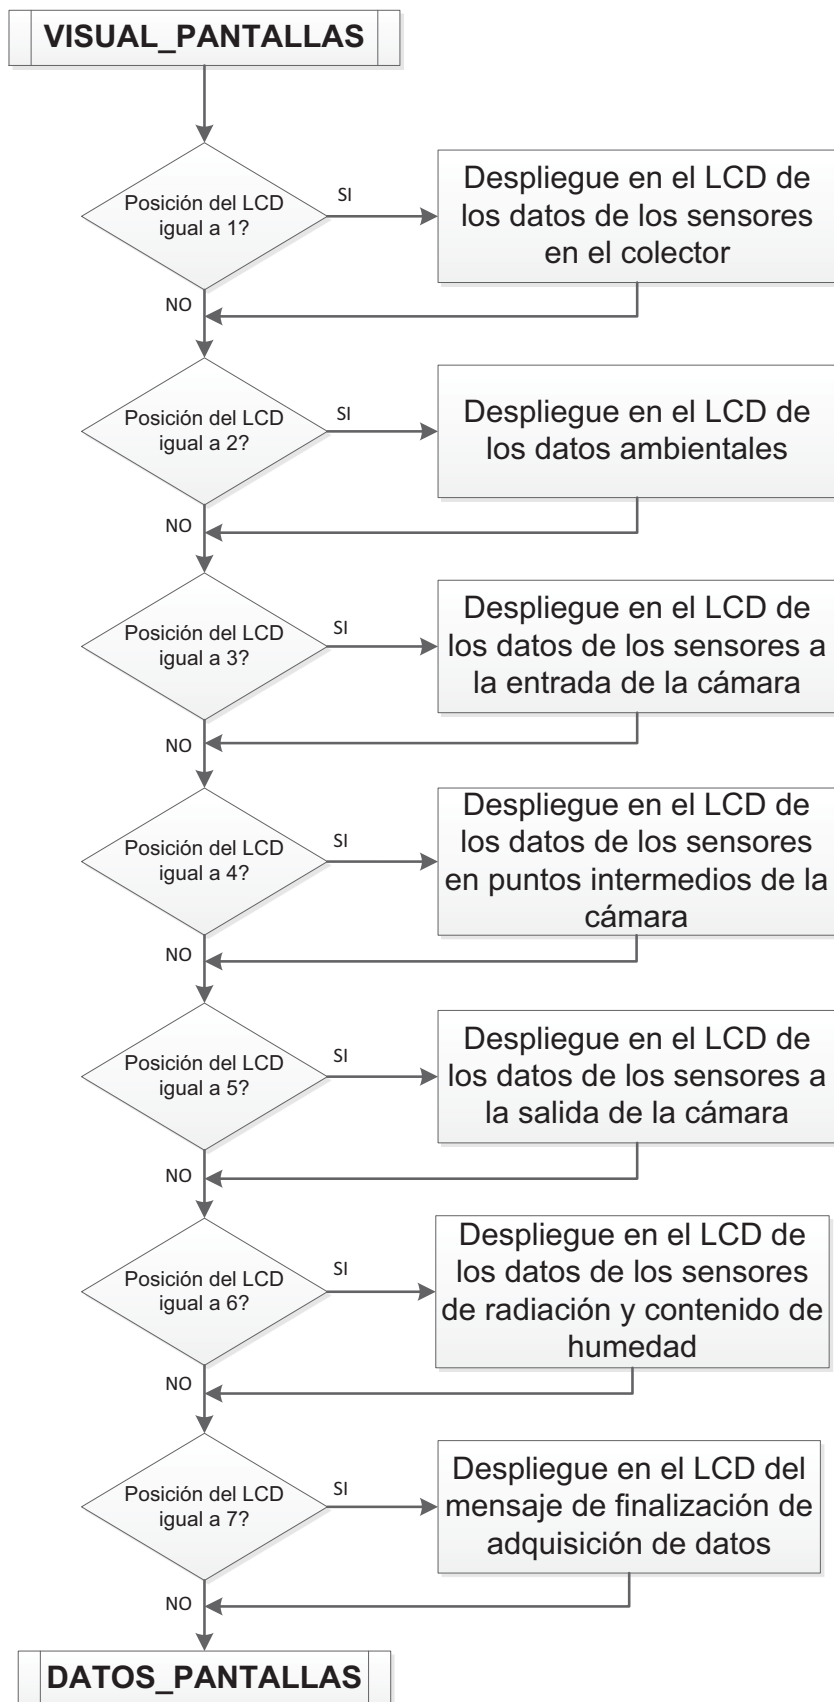 VISUAL_PANTALLAS
Posición del LCD
igual a 1?
SI
Despliegue en el LCD de
los datos de los sensores
en el colector
NO
Posición del LCD
igual a 2?
SI
Despliegue en el LCD de
los datos ambientales
NO
Posición del LCD
igual a 3?
SI
Despliegue en el LCD de
los datos de los sensores a
la entrada de la cámara
NO
Posición del LCD
igual a 4?
SI
Despliegue en el LCD de
los datos de los sensores
en puntos intermedios de la
cámara
NO
Posición del LCD
igual a 5?
SI
Despliegue en el LCD de
los datos de los sensores a
la salida de la cámara
NO
Posición del LCD
igual a 6?
SI
Despliegue en el LCD de
los datos de los sensores
de radiación y contenido de
humedad
NO
Posición del LCD
igual a 7?
SI
Despliegue en el LCD del
mensaje de finalización de
adquisición de datos
NO
DATOS_PANTALLAS